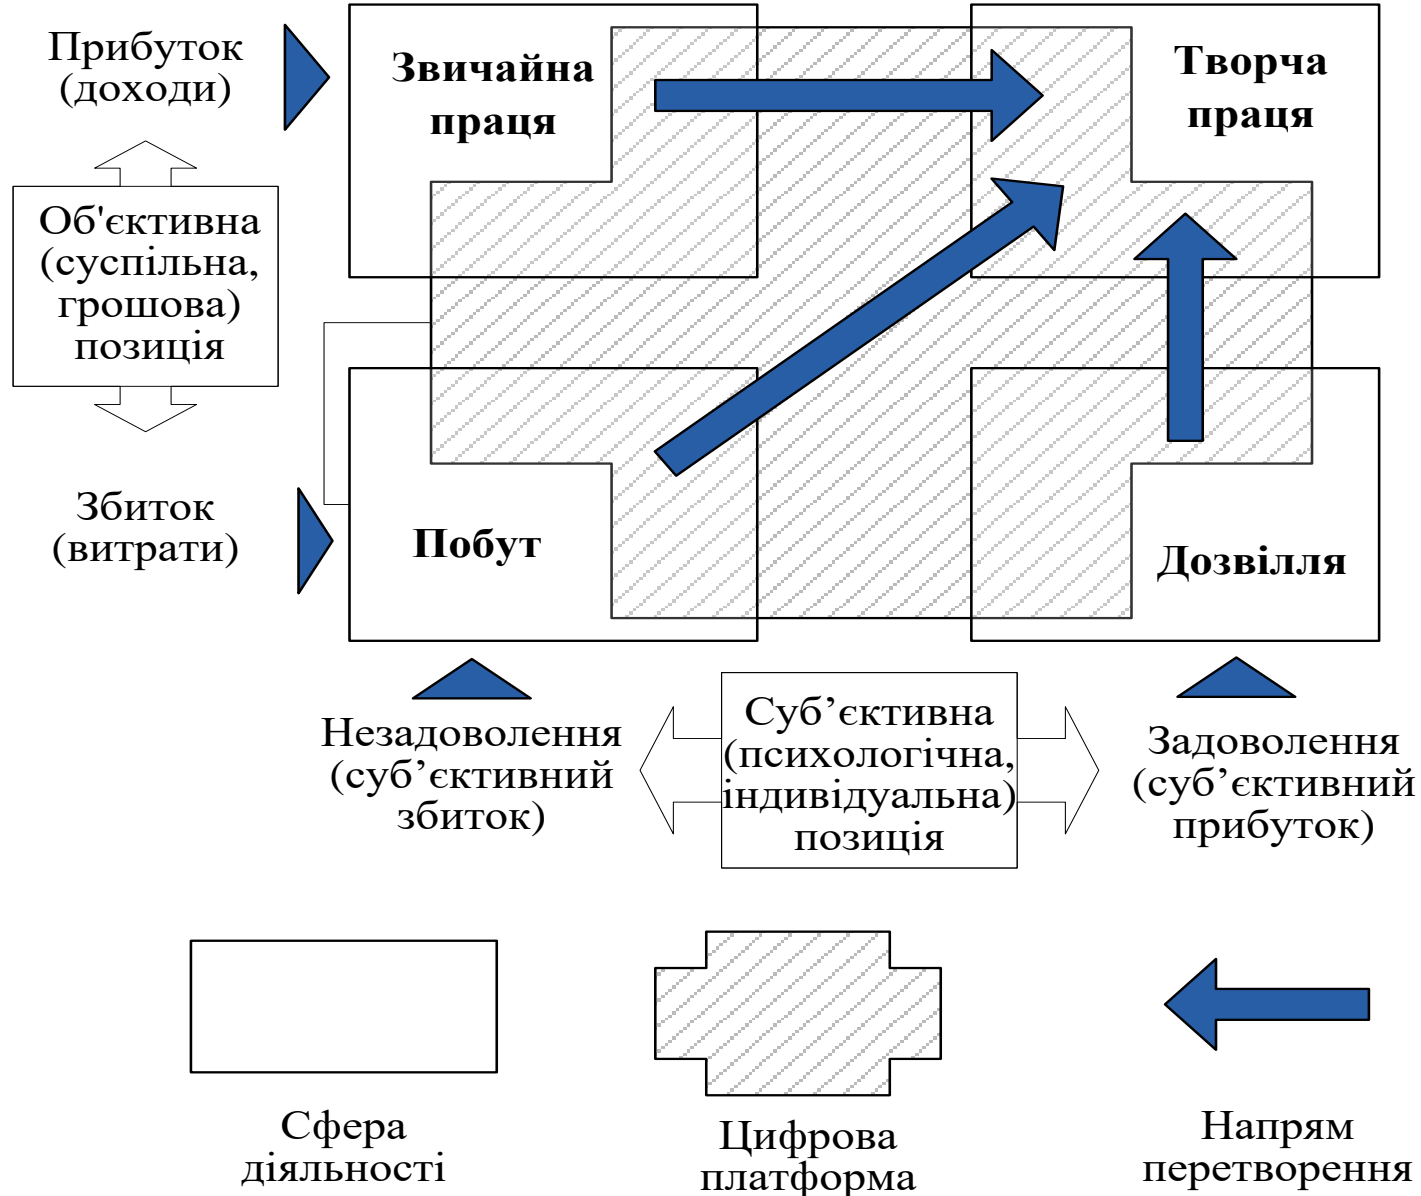 Прибуток
(доходи)
Звичайна
праця
Творча
праця
Об'єктивна
(суспільна,
грошова)
позиція
Збиток
(витрати)
Побут
Дозвілля
Незадоволення
(суб’єктивний
збиток)
Суб’єктивна
(психологічна,
індивідуальна)
позиція
Задоволення
(суб’єктивний
прибуток)
Сфера
діяльності
Цифрова
платформа
Напрям
перетворення